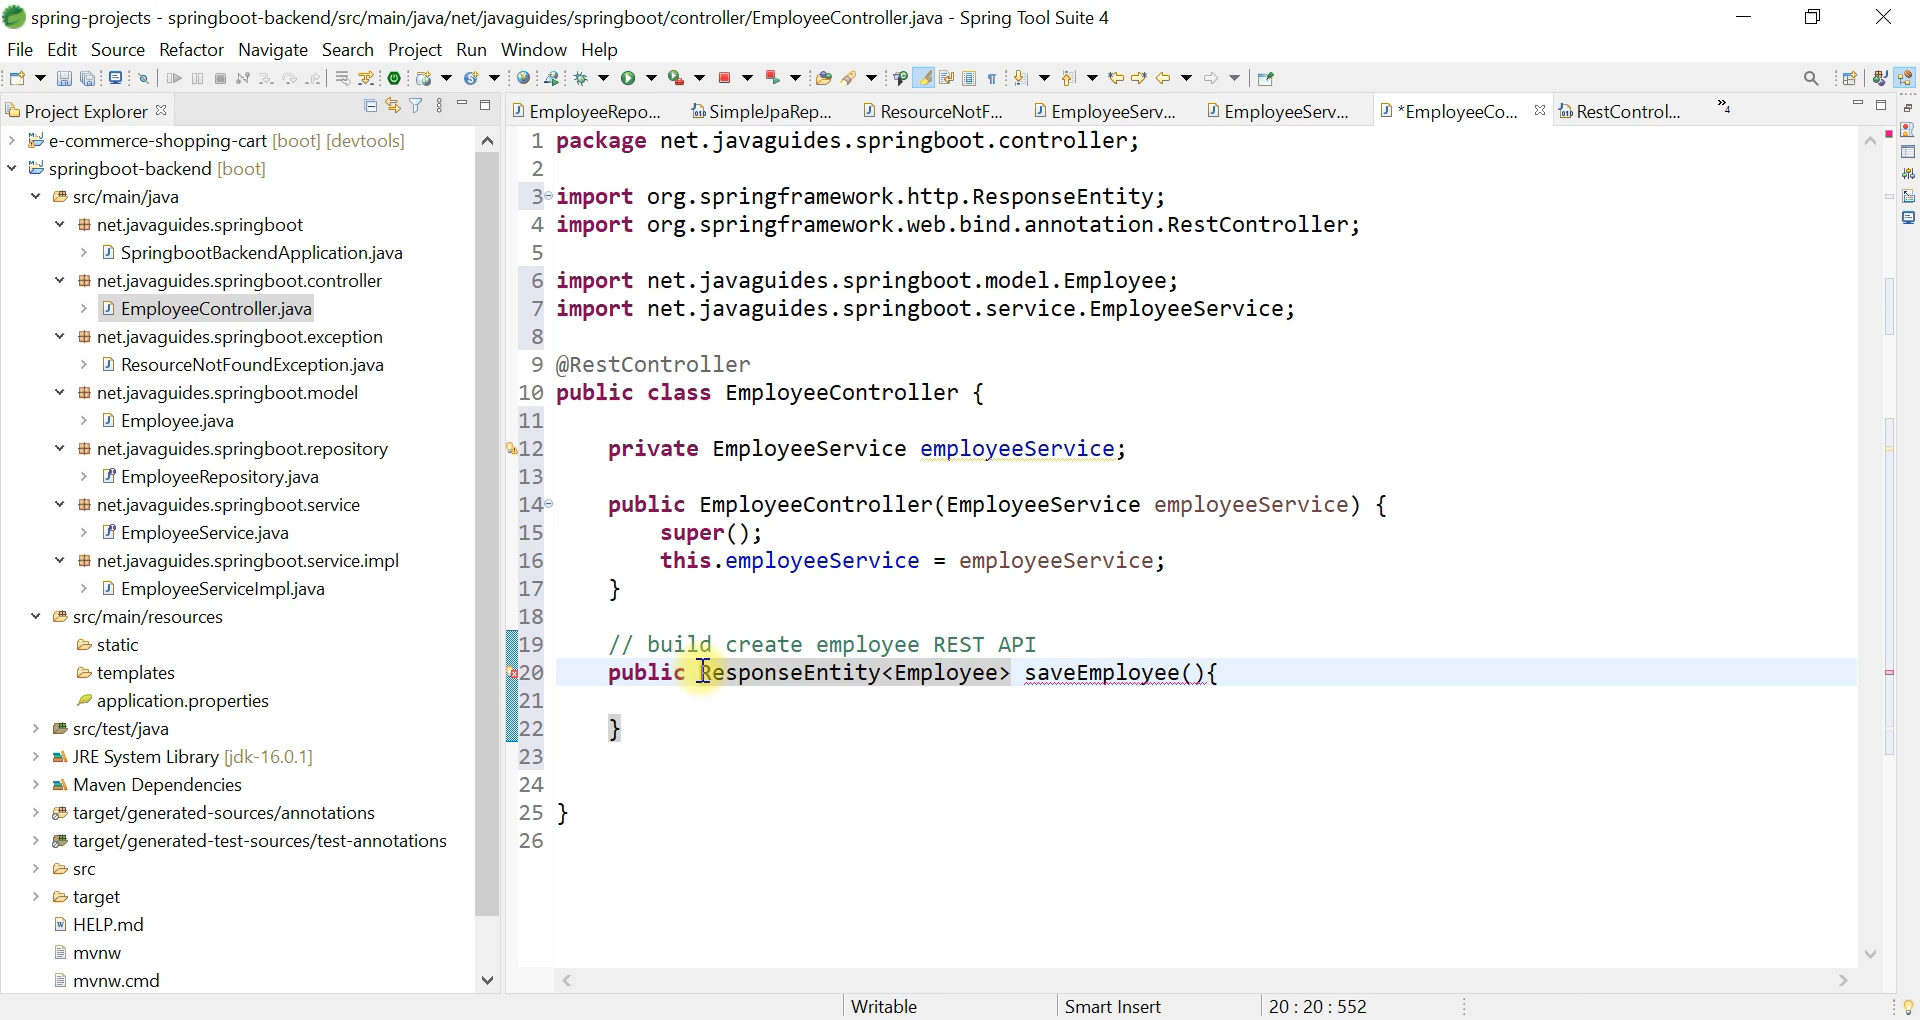 spring-projects - springboot-backend/src/main/java/net/javaguides/springboot/controller/EmployeeController.java - Spring Tool Suite 4
File Edit Source Refactor Navigate Search Project Run Window Help
Project Explorer
EmployeeRepo... SimpleJpaRep... ResourceNotF... EmployeeServ... EmployeeServ... *EmployeeCo... RestControl... »4
e-commerce-shopping-cart [boot] [devtools]
springboot-backend [boot]
src/main/java
net.javaguides.springboot
SpringbootBackendApplication.java
net.javaguides.springboot.controller
EmployeeController.java
net.javaguides.springboot.exception
ResourceNotFoundException.java
net.javaguides.springboot.model
Employee.java
net.javaguides.springboot.repository
EmployeeRepository.java
net.javaguides.springboot.service
EmployeeService.java
net.javaguides.springboot.service.impl
EmployeeServiceImpl.java
src/main/resources
static
templates
application.properties
src/test/java
JRE System Library [jdk-16.0.1]
Maven Dependencies
target/generated-sources/annotations
target/generated-test-sources/test-annotations
src
target
HELP.md
mvnw
mvnw.cmd
1 package net.javaguides.springboot.controller;
2
3 import org.springframework.http.ResponseEntity;
4 import org.springframework.web.bind.annotation.RestController;
5
6 import net.javaguides.springboot.model.Employee;
7 import net.javaguides.springboot.service.EmployeeService;
8
9 @RestController
10 public class EmployeeController {
11
12 private EmployeeService employeeService;
13
14 public EmployeeController(EmployeeService employeeService) {
15 super();
16 this.employeeService = employeeService;
17 }
18
19 // build create employee REST API
20 public ResponseEntity<Employee> saveEmployee(){
21
22 }
23
24
25 }
26
Writable Smart Insert 20 : 20 : 552